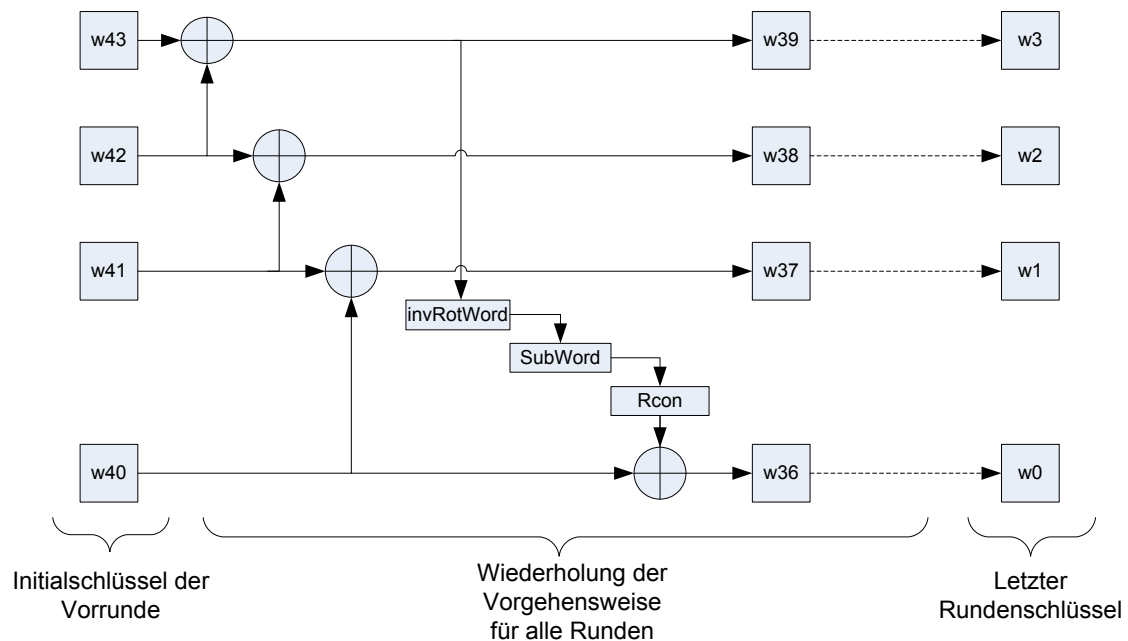 w43
w39
w3
w42
w38
w2
w41
w37
w1
invRotWord
SubWord
Rcon
w40
w36
w0
Initialschlüssel der
Vorrunde
Wiederholung der
Vorgehensweise
für alle Runden
Letzter
Rundenschlüssel